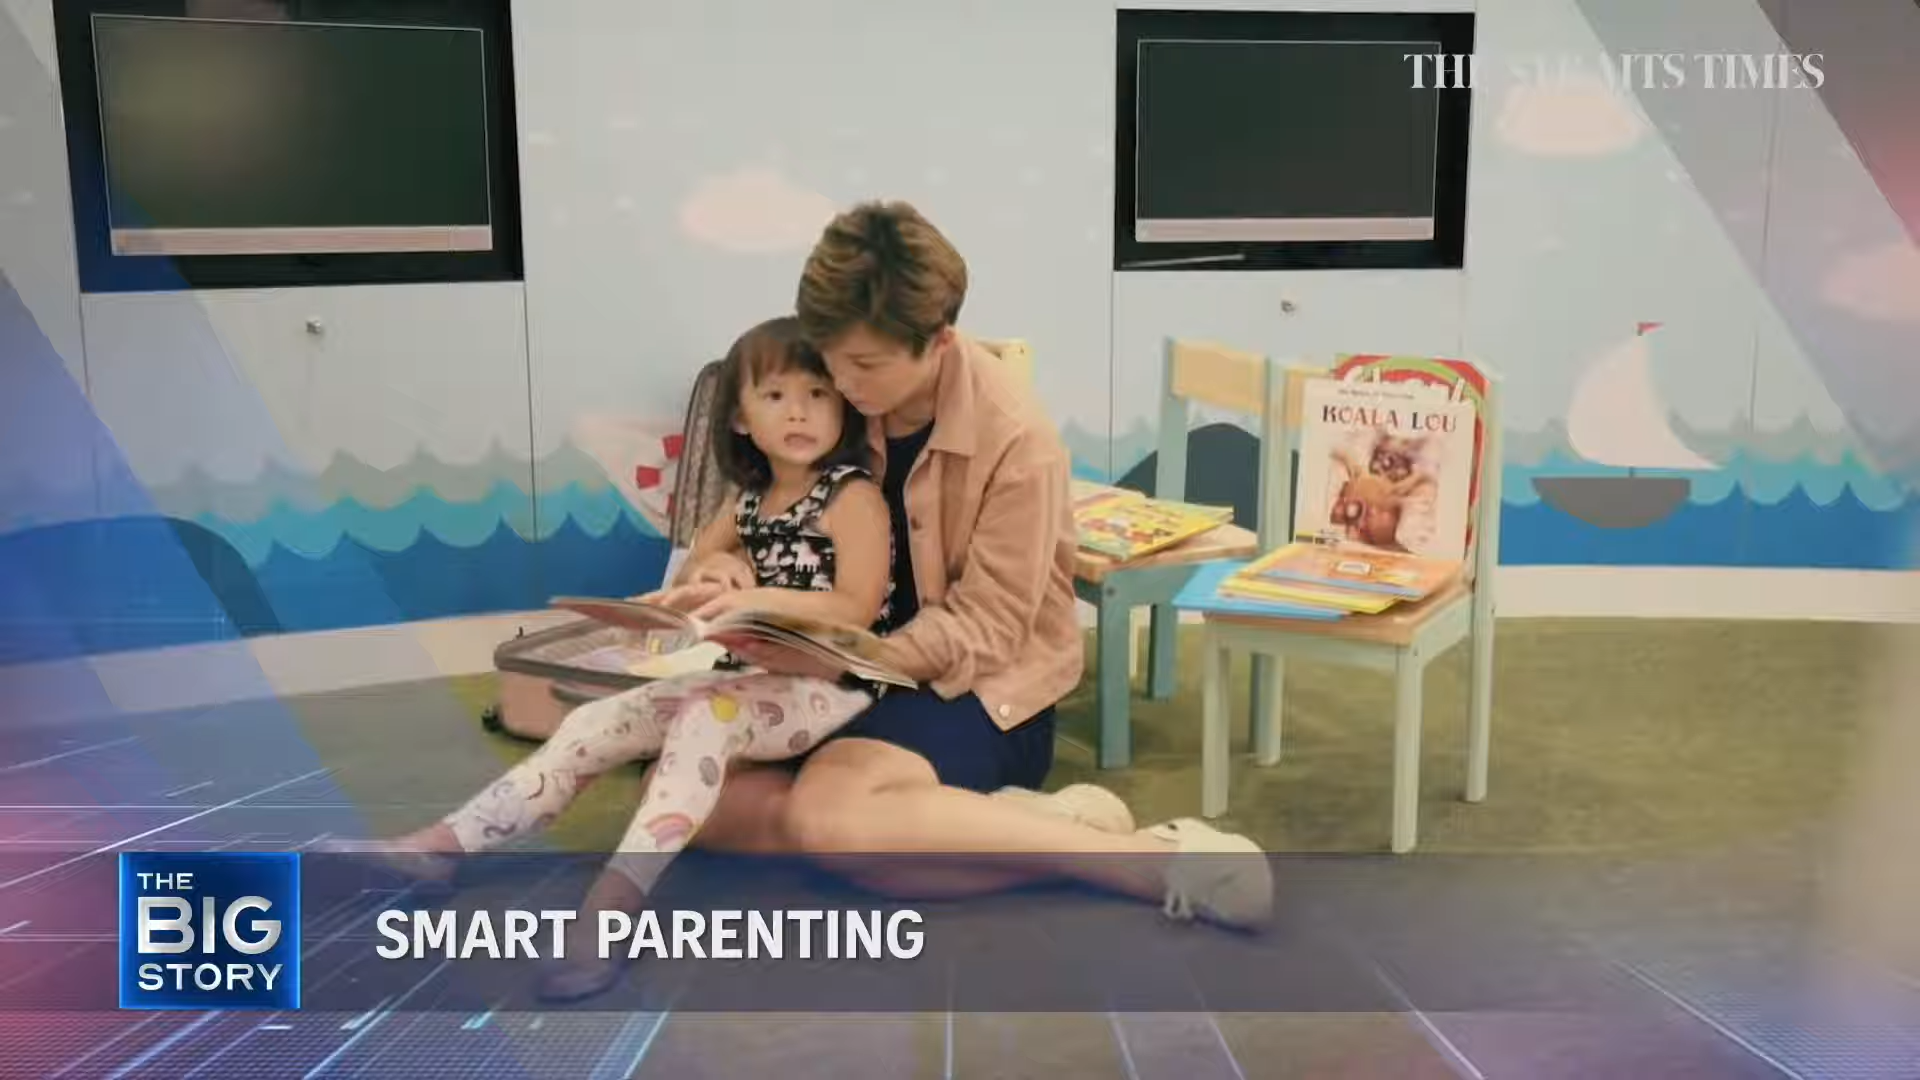 THE STRAITS TIMES
KOALA LOU
THE
BIG
STORY
SMART PARENTING